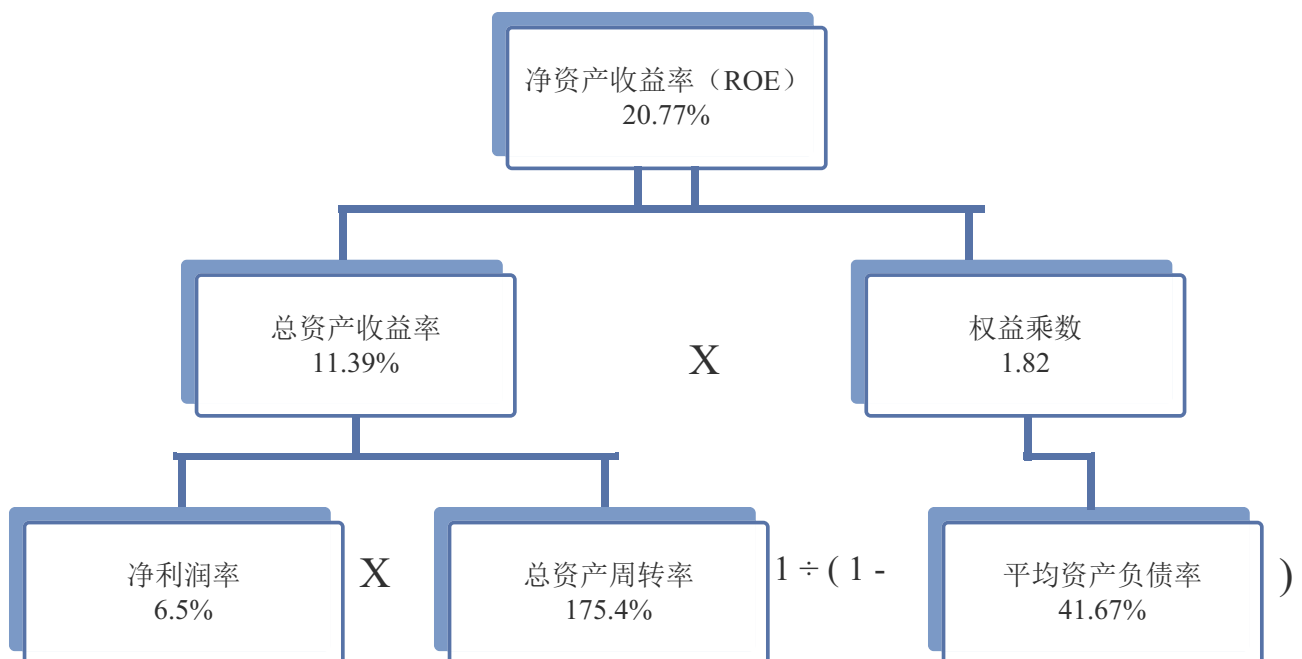 净资产收益率（ROE）
20.77%
总资产收益率
11.39%
X
权益乘数
1.82
净利润率
6.5%
X
总资产周转率
175.4%
1 ÷ ( 1 -
平均资产负债率
41.67%
)